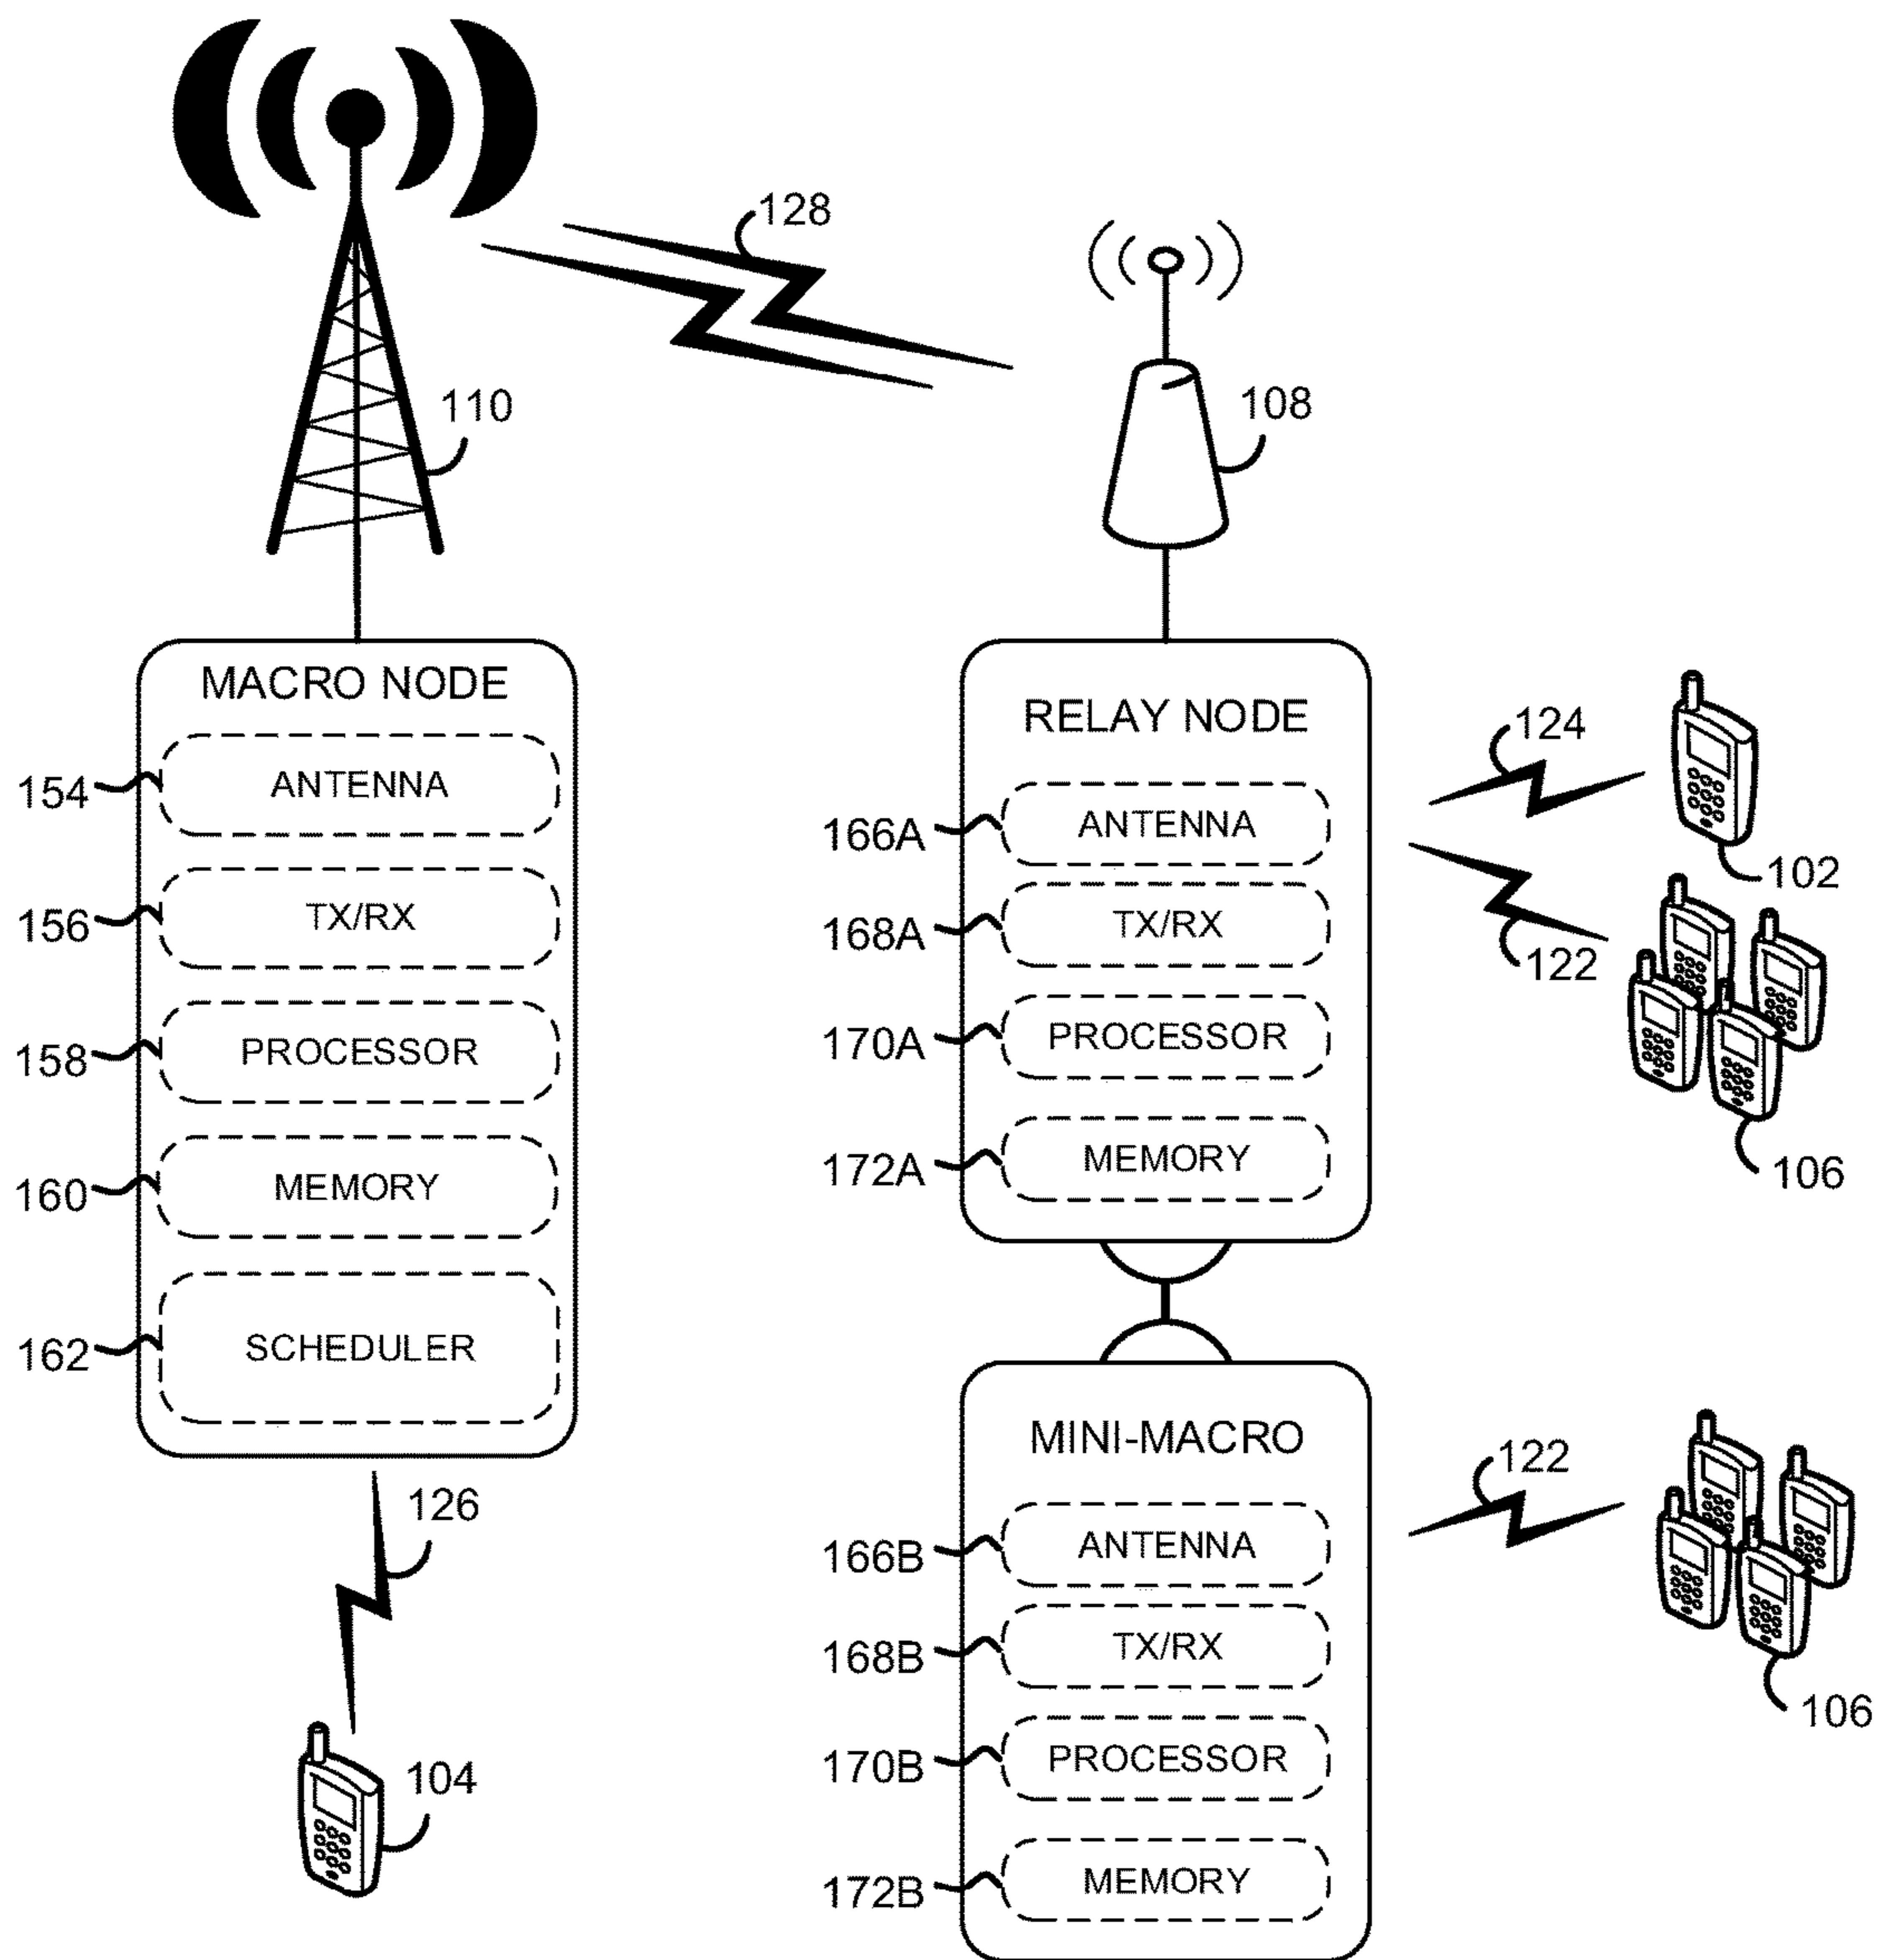 128
110
108
MACRO NODE
154
ANTENNA
156
TX/RX
158
PROCESSOR
160
MEMORY
162
SCHEDULER
126
104
RELAY NODE
166A
ANTENNA
168A
TX/RX
170A
PROCESSOR
172A
MEMORY
124
102
122
106
MINI-MACRO
166B
ANTENNA
168B
TX/RX
170B
PROCESSOR
172B
MEMORY
122
106